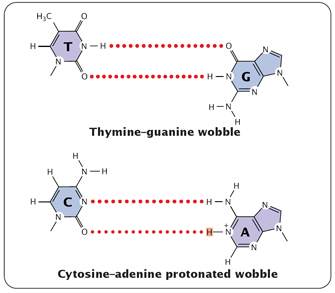 H₃C O O N
H T N H G
N O H N N N
N H
H
Thymine–guanine wobble
H H
N H H N H N
H C N N
N O H N⁺ A N
N
H
Cytosine–adenine protonated wobble